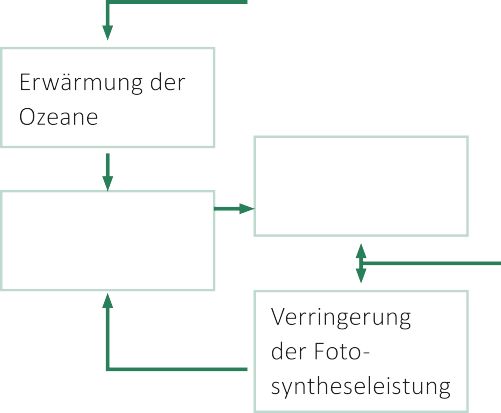 Erwärmung der
Ozeane
Verringerung
der Foto-
syntheseleistung